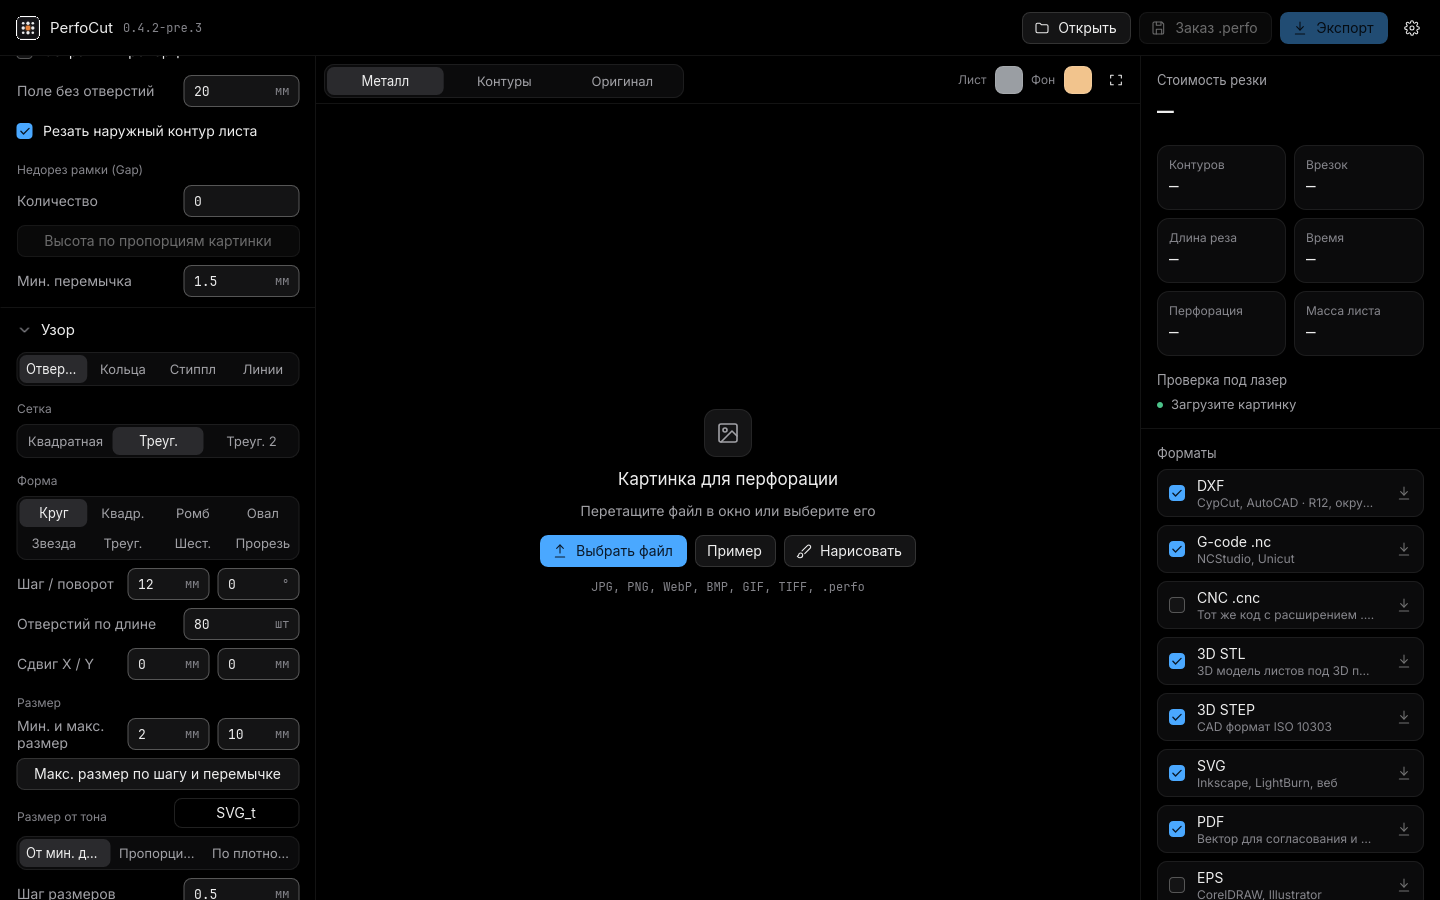 PerfoCut 0.4.2-pre.3
Открыть
Заказ .perfo
Экспорт
Поле без отверстий 20 мм
Резать наружный контур листа
Недорез рамки (Gap)
Количество 0
Высота по пропорциям картинки
Мин. перемычка 1.5 мм
Узор
Отвер... Кольца Стиппл Линии
Сетка
Квадратная Треуг. Треуг. 2
Форма
Круг Квадр. Ромб Овал
Звезда Треуг. Шест. Прорезь
Шаг / поворот 12 мм 0 °
Отверстий по длине 80 шт
Сдвиг X / Y 0 мм 0 мм
Размер
Мин. и макс. размер 2 мм 10 мм
Макс. размер по шагу и перемычке
Размер от тона SVG_t
От мин. д... Пропорци... По плотно...
Шаг размеров 0.5 мм
Металл Контуры Оригинал
Лист Фон
Картинка для перфорации
Перетащите файл в окно или выберите его
Выбрать файл Пример Нарисовать
JPG, PNG, WebP, BMP, GIF, TIFF, .perfo
Стоимость резки
—
Контуров
—
Врезок
—
Длина реза
—
Время
—
Перфорация
—
Масса листа
—
Проверка под лазер
Загрузите картинку
Форматы
DXF
CypCut, AutoCAD · R12, окру...
G-code .nc
NCStudio, Unicut
CNC .cnc
Тот же код с расширением ....
3D STL
3D модель листов под 3D п...
3D STEP
CAD формат ISO 10303
SVG
Inkscape, LightBurn, веб
PDF
Вектор для согласования и ...
EPS
CorelDRAW, Illustrator